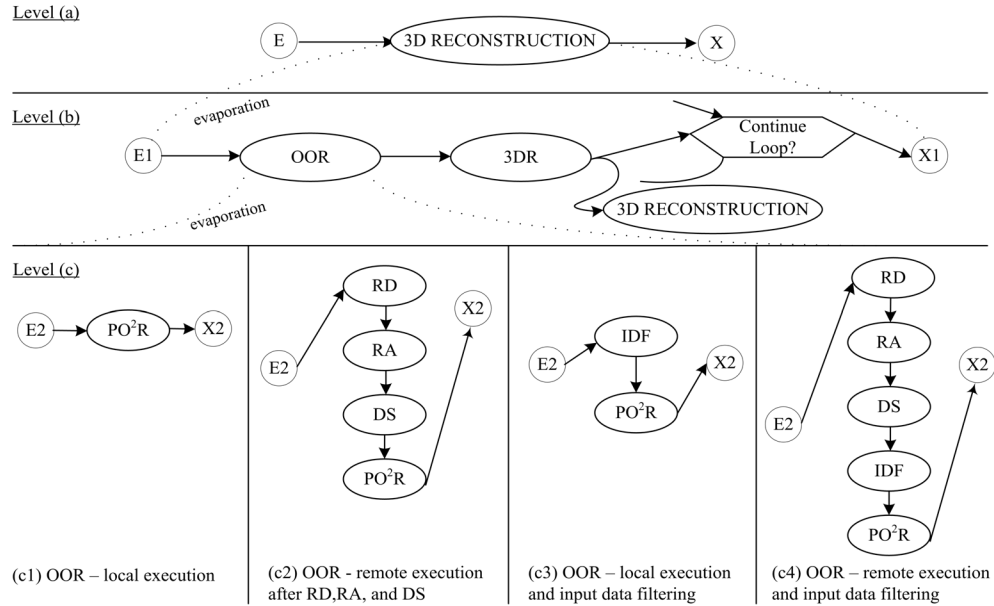 Level (a)
E
3D RECONSTRUCTION
X
evaporation
Level (b)
E1
OOR
3DR
Continue
Loop?
X1
3D RECONSTRUCTION
evaporation
Level (c)
E2
PO²R
X2
(c1) OOR – local execution
RD
X2
RA
E2
DS
PO²R
(c2) OOR - remote execution
after RD,RA, and DS
IDF
E2
X2
PO²R
(c3) OOR – local execution
and input data filtering
RD
RA
X2
DS
E2
IDF
PO²R
(c4) OOR – remote execution
and input data filtering